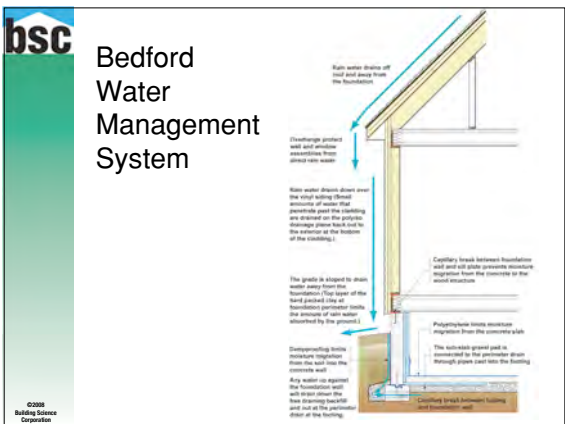 bsc
Bedford
Water
Management
System
Rain water drains off
roof and away from
the foundation
Overhangs protect
wall and window
assemblies from
direct rain water
Rain water drains down over
the vinyl siding (Small
amounts of water that
penetrate past the cladding
are drained on the polyiso
drainage plane back out to
the exterior at the bottom
of the cladding.)
The grade is sloped to drain
water away from the
foundation (Top layer of the
hard packed clay at
foundation perimeter limits
the amount of rain water
absorbed by the ground.)
Dampproofing limits
moisture migration
from the soil into the
concrete wall
Any water up against
the foundation wall
will drain down the
free draining backfill
and out at the perimeter
drain at the footing.
Capillary break between foundation
wall and sill plate prevents moisture
migration from the concrete to the
wood structure
Polyethylene limits moisture
migration from the concrete slab
The sub-slab gravel pad is
connected to the perimeter drain
through pipes cast into the footing
Capillary break between footing
and foundation wall
©2008
Building Science
Corporation